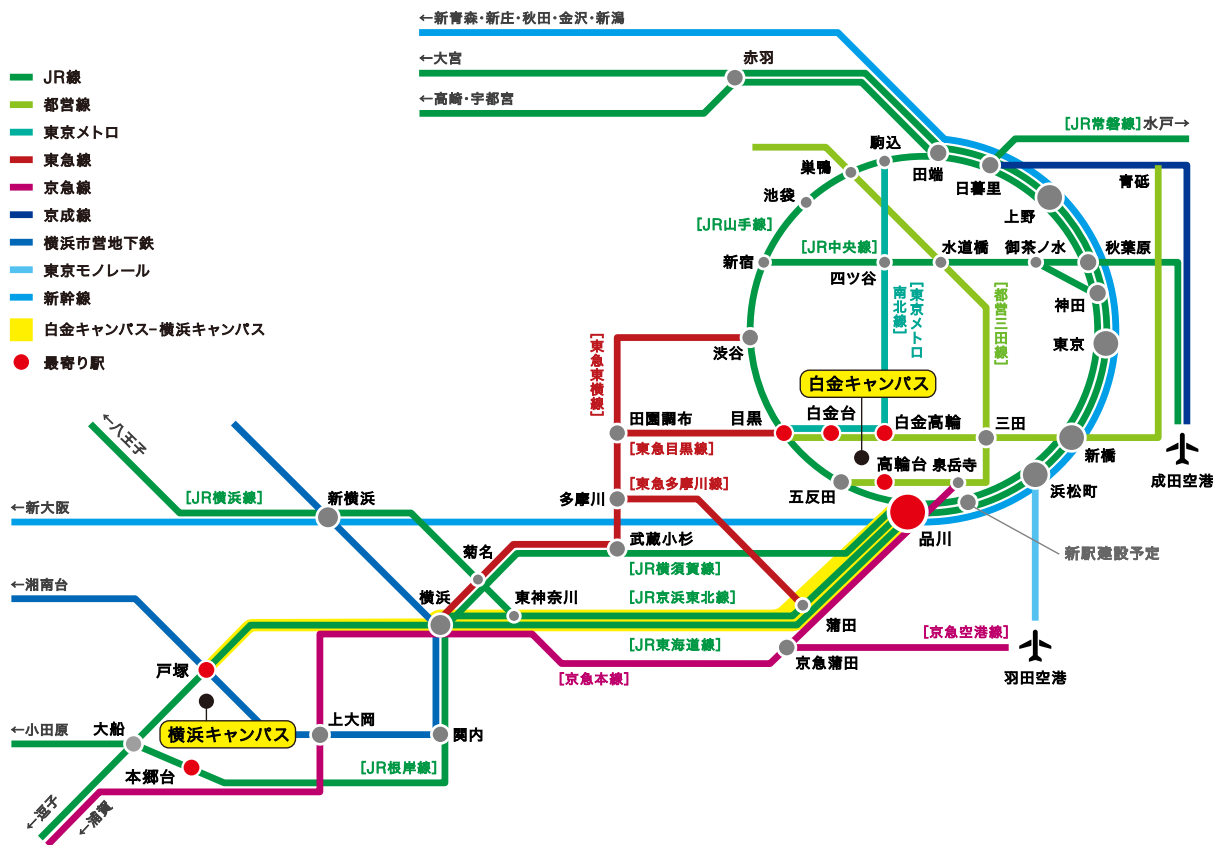 ←新青森・新庄・秋田・金沢・新潟
←大宮
←高崎・宇都宮
赤羽
JR線
都営線
東京メトロ
東急線
京急線
京成線
横浜市営地下鉄
東京モノレール
新幹線
白金キャンパス−横浜キャンパス
最寄り駅
[JR常磐線]水戸→
駒込
巣鴨
田端
日暮里
青砥
池袋
上野
[JR山手線]
[JR中央線]
水道橋
御茶ノ水
秋葉原
新宿
四ツ谷
神田
[東京メトロ
南北線]
[都営三田線]
東京
[東急東横線]
渋谷
白金キャンパス
田園調布
目黒
白金台
白金高輪
三田
[東急目黒線]
新橋
高輪台
泉岳寺
成田空港
五反田
浜松町
[東急多摩川線]
多摩川
品川
新駅建設予定
←八王子
[JR横浜線]
新横浜
←新大阪
武蔵小杉
菊名
[JR横須賀線]
←湘南台
横浜
東神奈川
[JR京浜東北線]
蒲田
[JR東海道線]
[京急空港線]
京急蒲田
羽田空港
[京急本線]
戸塚
横浜キャンパス
←小田原
大船
上大岡
関内
本郷台
[JR根岸線]
←逗子
←浦賀